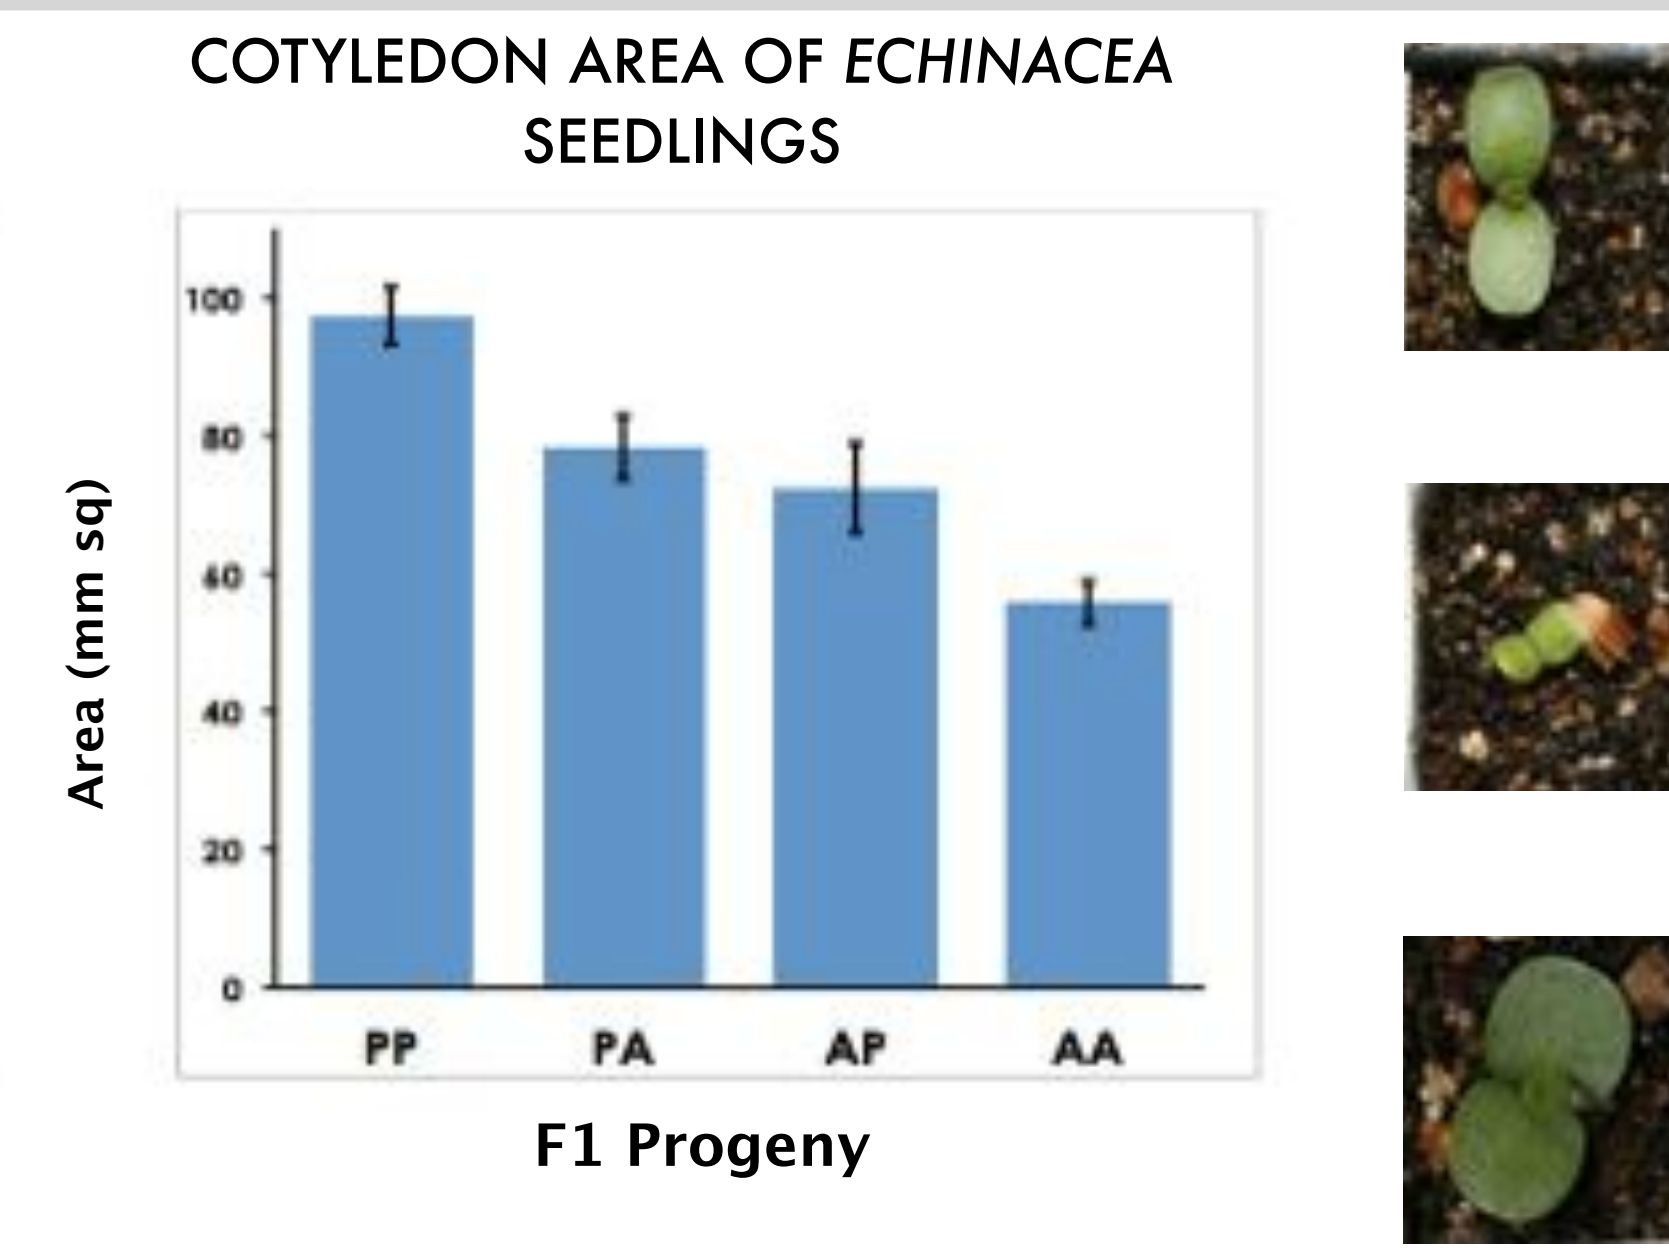 COTYLEDON AREA OF ECHINACEA
SEEDLINGS
Area (mm sq)
100
80
60
40
20
0
PP PA AP AA
F1 Progeny